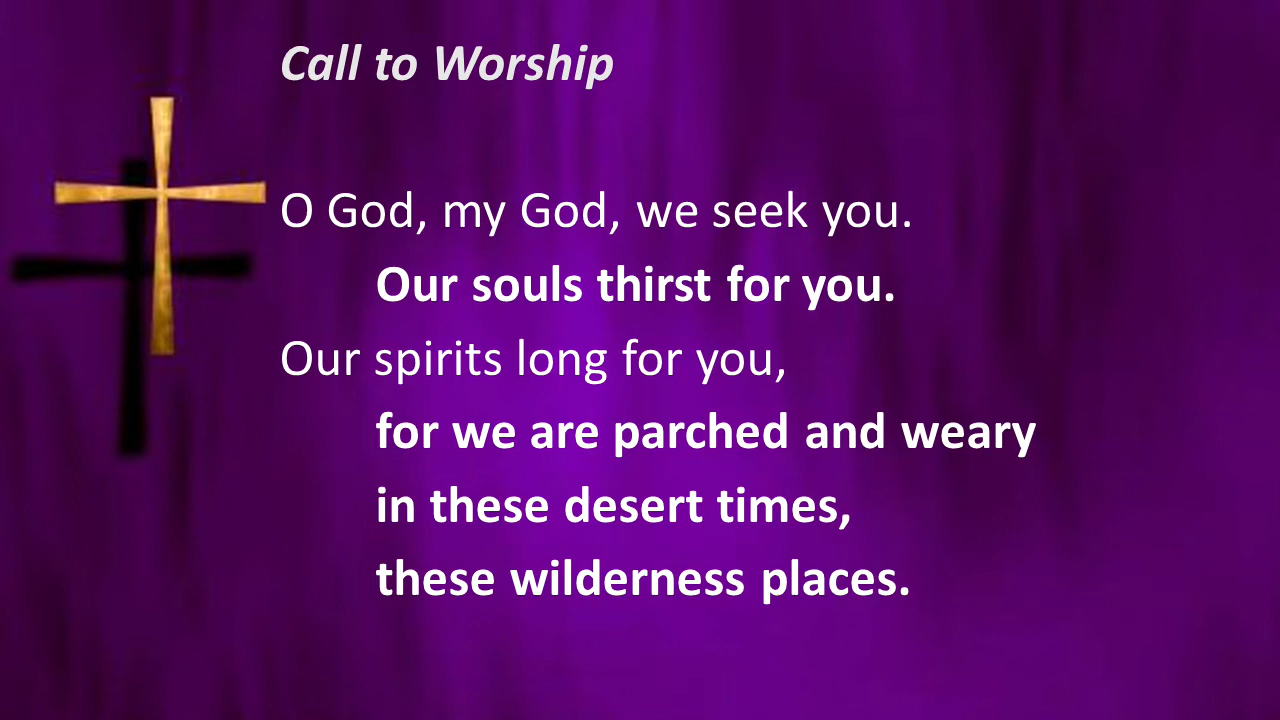 Call to Worship
O God, my God, we seek you.
Our souls thirst for you.
Our spirits long for you,
for we are parched and weary
in these desert times,
these wilderness places.